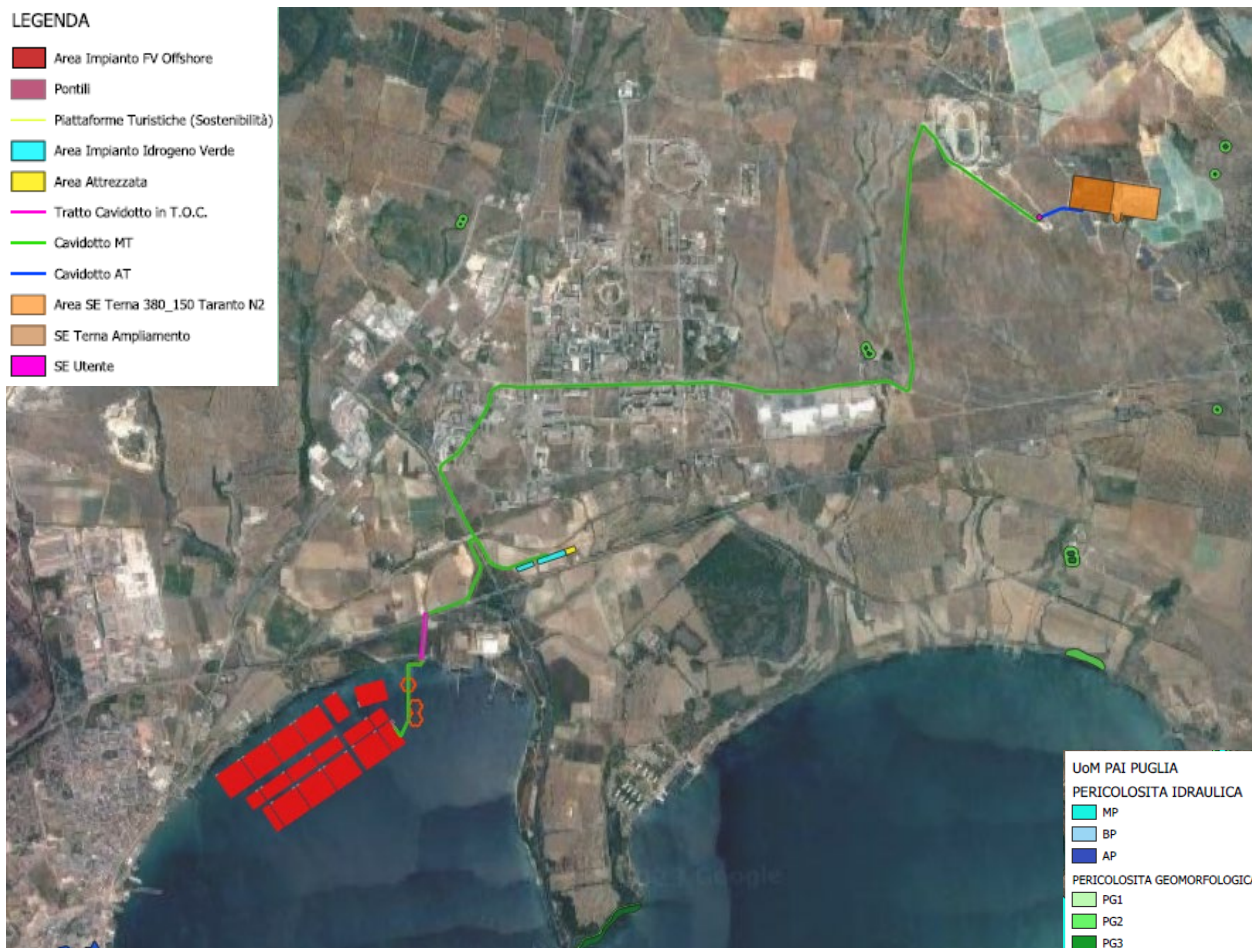 LEGENDA
Area Impianto FV Offshore
Pontili
Piattaforme Turistiche (Sostenibilità)
Area Impianto Idrogeno Verde
Area Attrezzata
Tratto Cavidotto in T.O.C.
Cavidotto MT
Cavidotto AT
Area SE Terna 380_150 Taranto N2
SE Terna Ampliamento
SE Utente
Google
UoM PAI PUGLIA
PERICOLOSITA IDRAULICA
MP
BP
AP
PERICOLOSITA GEOMORFOLOGICA
PG1
PG2
PG3